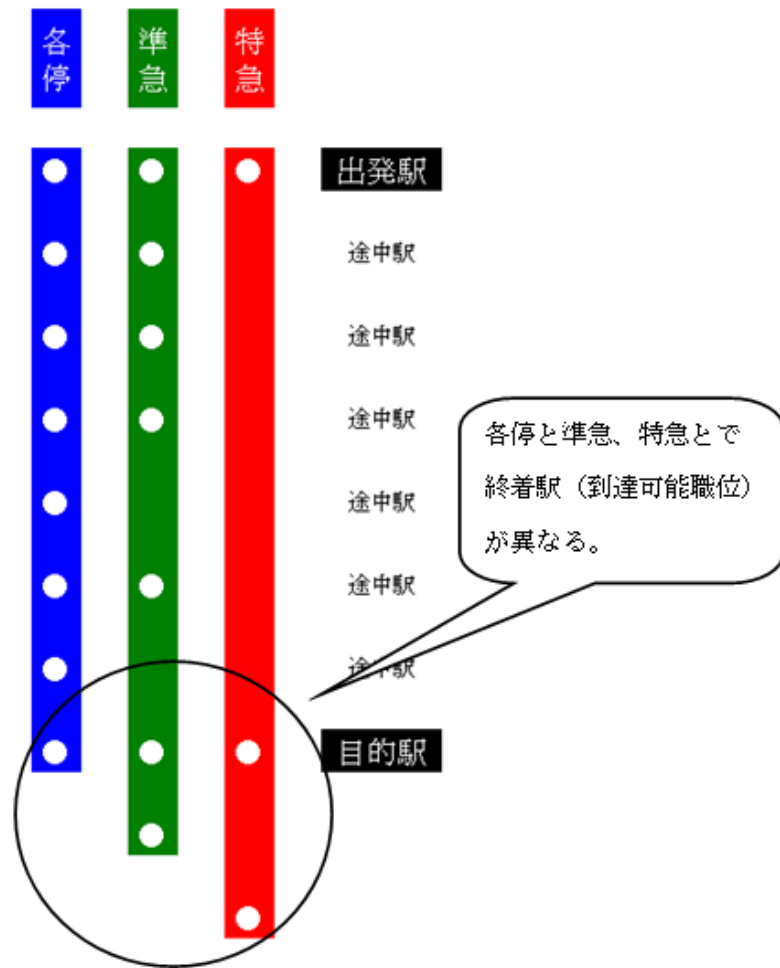 各停
準急
特急
出発駅
途中駅
途中駅
途中駅
各停と準急、特急とで
終着駅（到達可能職位）
が異なる。
途中駅
途中駅
途中駅
目的駅